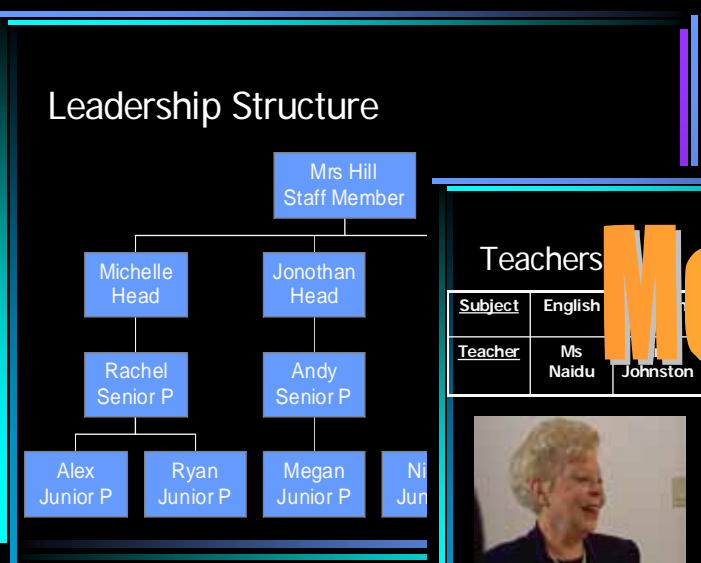 Leadership Structure
Mrs Hill
Staff Member
Michelle
Head
Jonothan
Head
Rachel
Senior P
Andy
Senior P
Alex
Junior P
Ryan
Junior P
Megan
Junior P
Teachers
Subject English
Teacher Ms Naidu Johnston